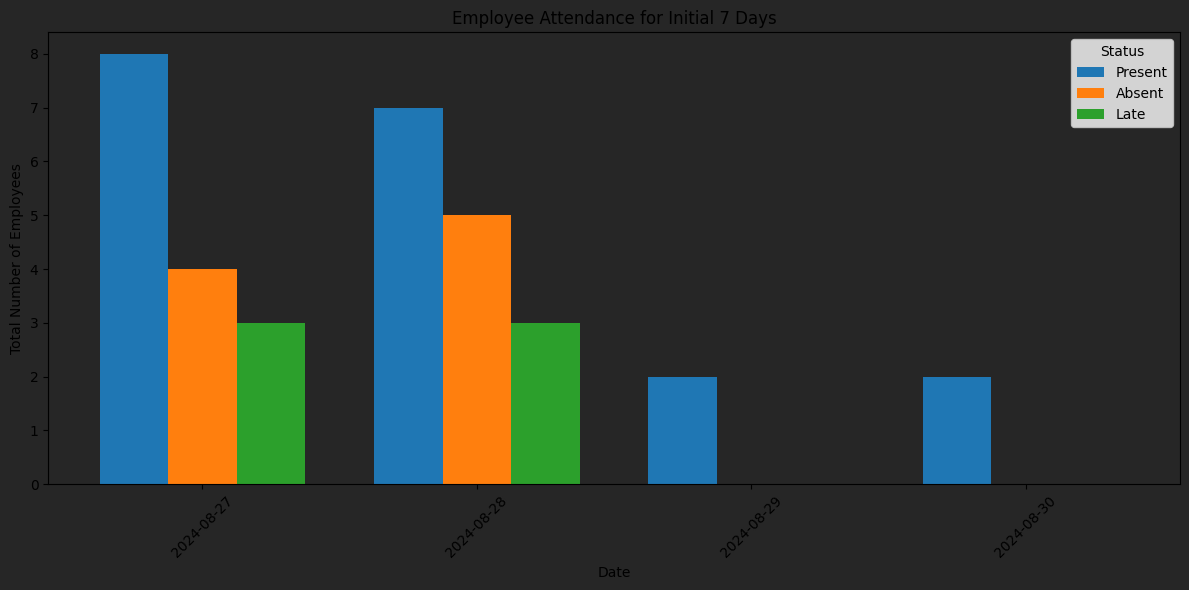 Employee Attendance for Initial 7 Days
Status
Present
Absent
Late
Total Number of Employees
8
7
6
5
4
3
2
1
0
2024-08-27
2024-08-28
2024-08-29
2024-08-30
Date